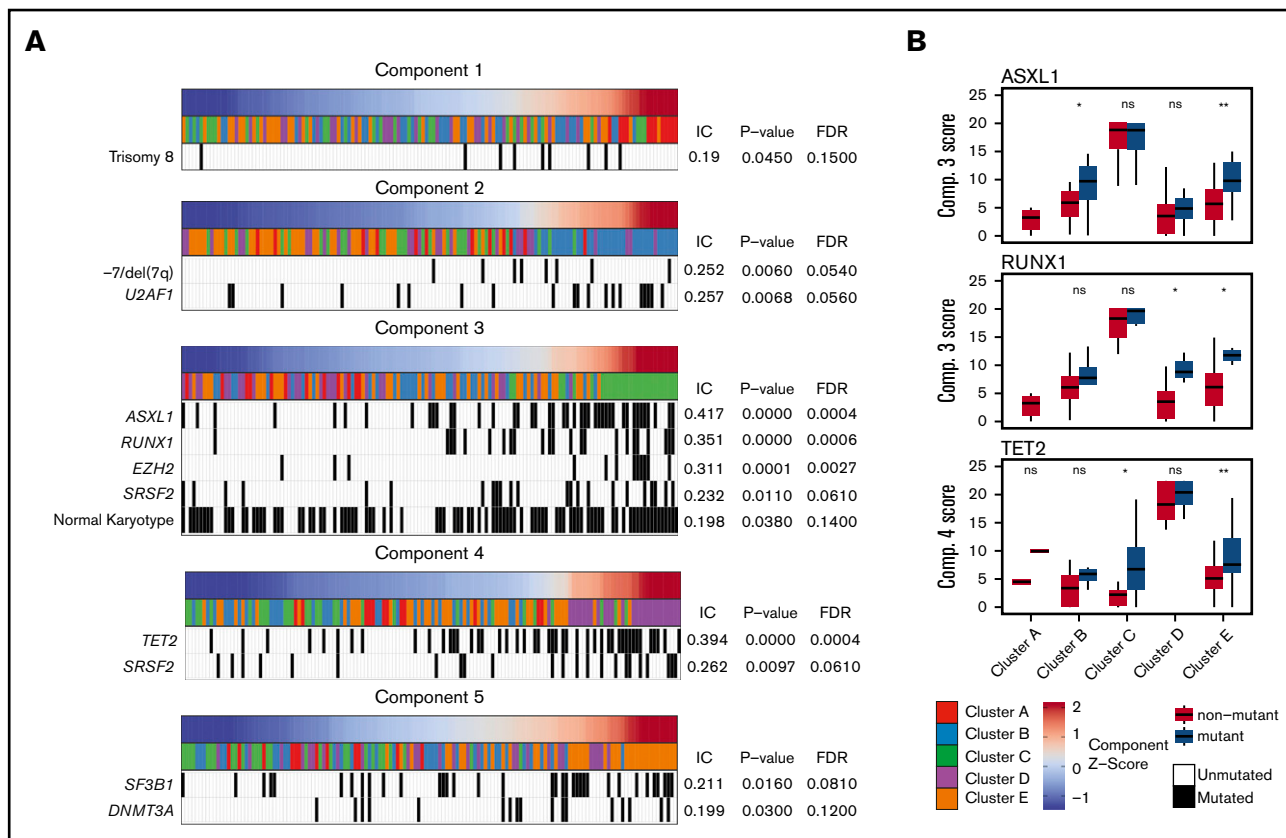 A
Component 1
IC P-value FDR
Trisomy 8 0.19 0.0450 0.1500
Component 2
IC P-value FDR
-7/del(7q) 0.252 0.0060 0.0540
U2AF1 0.257 0.0068 0.0560
Component 3
IC P-value FDR
ASXL1 0.417 0.0000 0.0004
RUNX1 0.351 0.0000 0.0006
EZH2 0.311 0.0001 0.0027
SRSF2 0.232 0.0110 0.0610
Normal Karyotype 0.198 0.0380 0.1400
Component 4
IC P-value FDR
TET2 0.394 0.0000 0.0004
SRSF2 0.262 0.0097 0.0610
Component 5
IC P-value FDR
SF3B1 0.211 0.0160 0.0810
DNMT3A 0.199 0.0300 0.1200
B
ASXL1
Comp. 3 score
25
20
15
10
5
0
* ns ns **
RUNX1
Comp. 3 score
25
20
15
10
5
0
ns ns * *
TET2
Comp. 4 score
25
20
15
10
5
0
ns ns * ns **
Cluster A
Cluster B
Cluster C
Cluster D
Cluster E
Cluster A
Cluster B
Cluster C
Cluster D
Cluster E
2
1
0
-1
Component
Z-Score
non-mutant
mutant
Unmutated
Mutated